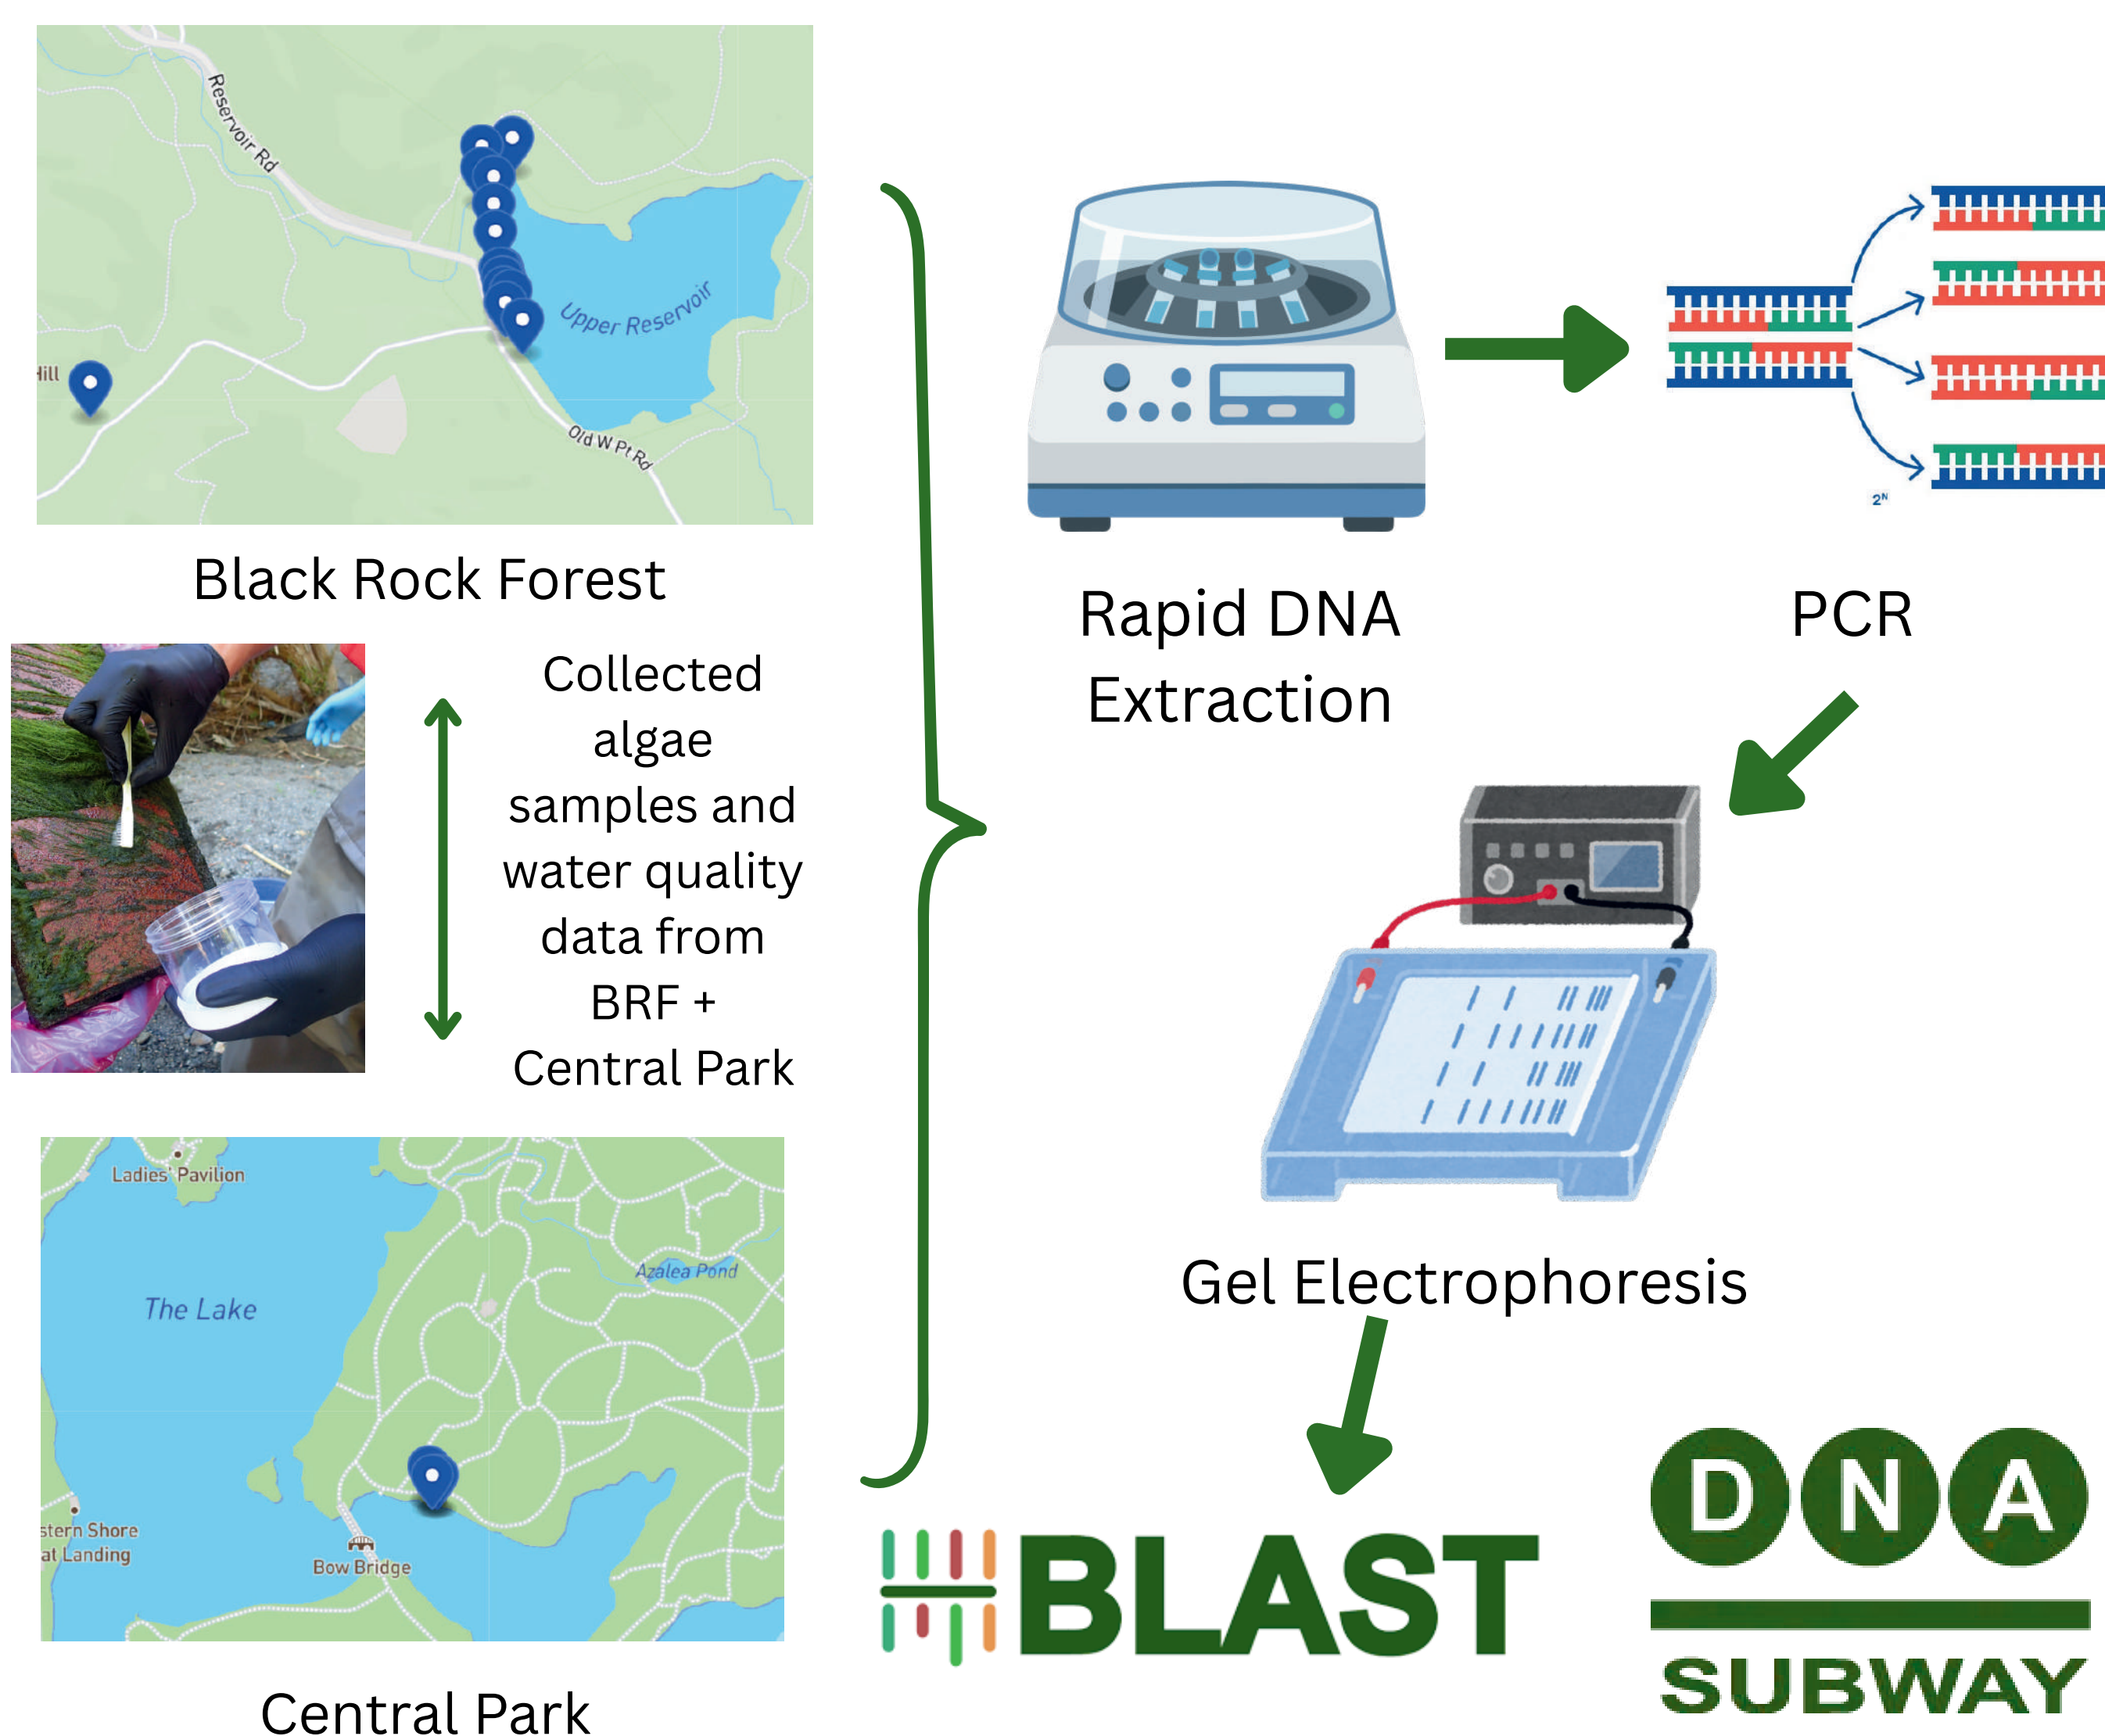 Reservoir Rd
Upper Reservoir
Hill
Old W Pt Rd
Black Rock Forest
Collected
algae
samples and
water quality
data from
BRF +
Central Park
Ladies' Pavilion
Azalea Pond
The Lake
stern Shore
at Landing
Bow Bridge
Central Park
Rapid DNA
Extraction
2N
PCR
Gel Electrophoresis
BLAST
DNA
SUBWAY